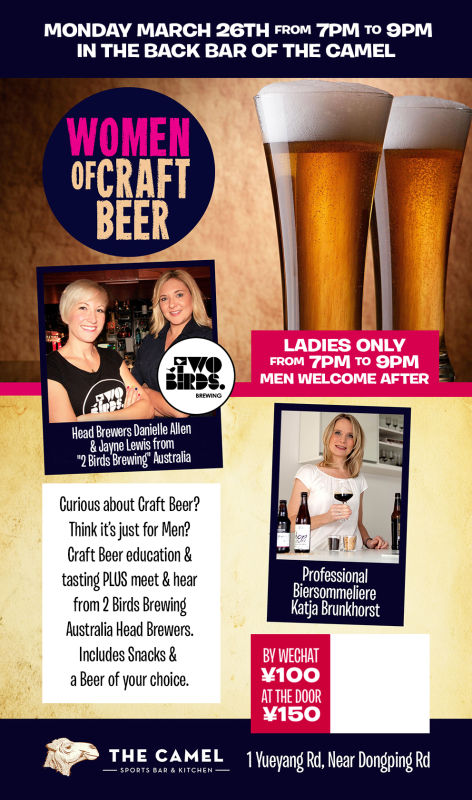 MONDAY MARCH 26TH FROM 7PM TO 9PM
IN THE BACK BAR OF THE CAMEL
WOMEN
OF CRAFT
BEER
TWO
BIRDS.
BREWING
TWO
BIRDS.
Head Brewers Danielle Allen
& Jayne Lewis from
"2 Birds Brewing" Australia
LADIES ONLY
FROM 7PM TO 9PM
MEN WELCOME AFTER
Curious about Craft Beer?
Think it's just for Men?
Craft Beer education &
tasting PLUS meet & hear
from 2 Birds Brewing
Australia Head Brewers.
Includes Snacks &
a Beer of your choice.
Professional
Biersommeliere
Katja Brunkhorst
BY WECHAT
¥100
AT THE DOOR
¥150
THE CAMEL
SPORTS BAR & KITCHEN
1 Yueyang Rd, Near Dongping Rd